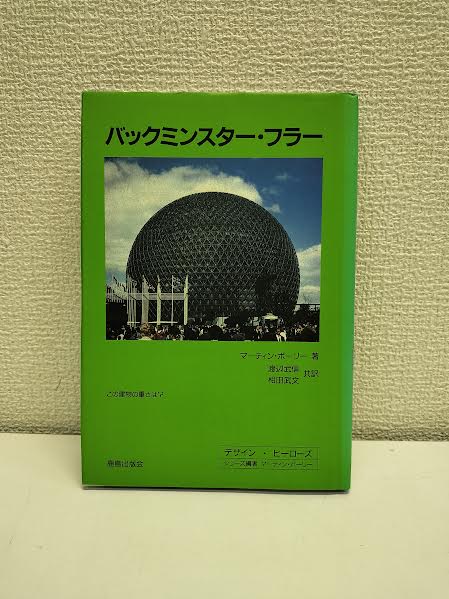 バックミンスター・フラー
マーティン・ポーリー 著
渡辺武信
相田武文
共訳
この建物の重さは?
鹿島出版会
デザイン・ヒーローズ
シリーズ編著 マーティン・ポーリー